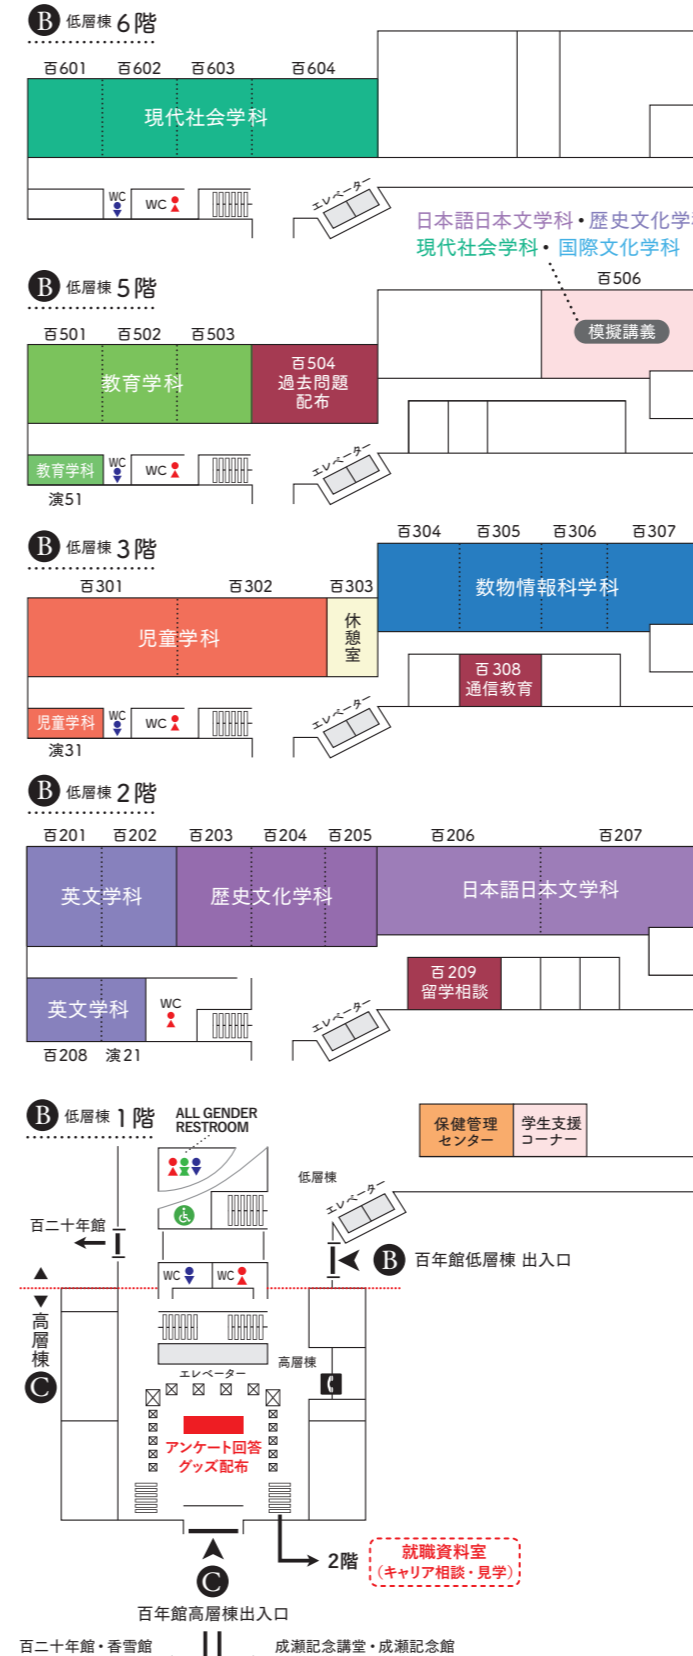 B 低層棟 6階
百601 百602 百603 百604
現代社会学科
WC WC エレベーター
日本語日本文学科・歴史文化学科
現代社会学科・国際文化学科
B 低層棟 5階
百506
模擬講義
百501 百502 百503
教育学科
百504
過去問題
配布
教育学科 WC WC エレベーター
演51
B 低層棟 3階
百304 百305 百306 百307
数物情報科学科
百301 百302 百303
児童学科
休憩室
百308
通信教育
児童学科 WC WC エレベーター
演31
B 低層棟 2階
百201 百202 百203 百204 百205 百206 百207
英文学科 歴史文化学科 日本語日本文学科
百209
留学相談
英文学科 WC エレベーター
百208 演21
B 低層棟 1階
ALL GENDER
RESTROOM
保健管理
センター
学生支援
コーナー
低層棟
エレベーター
百二十年館
B 百年館低層棟 出入口
WC WC
高層棟
C
エレベーター
高層棟
アンケート回答
グッズ配布
2階
就職資料室
(キャリア相談・見学)
C
百年館高層棟出入口
百二十年館・香雪館 成瀬記念講堂・成瀬記念館